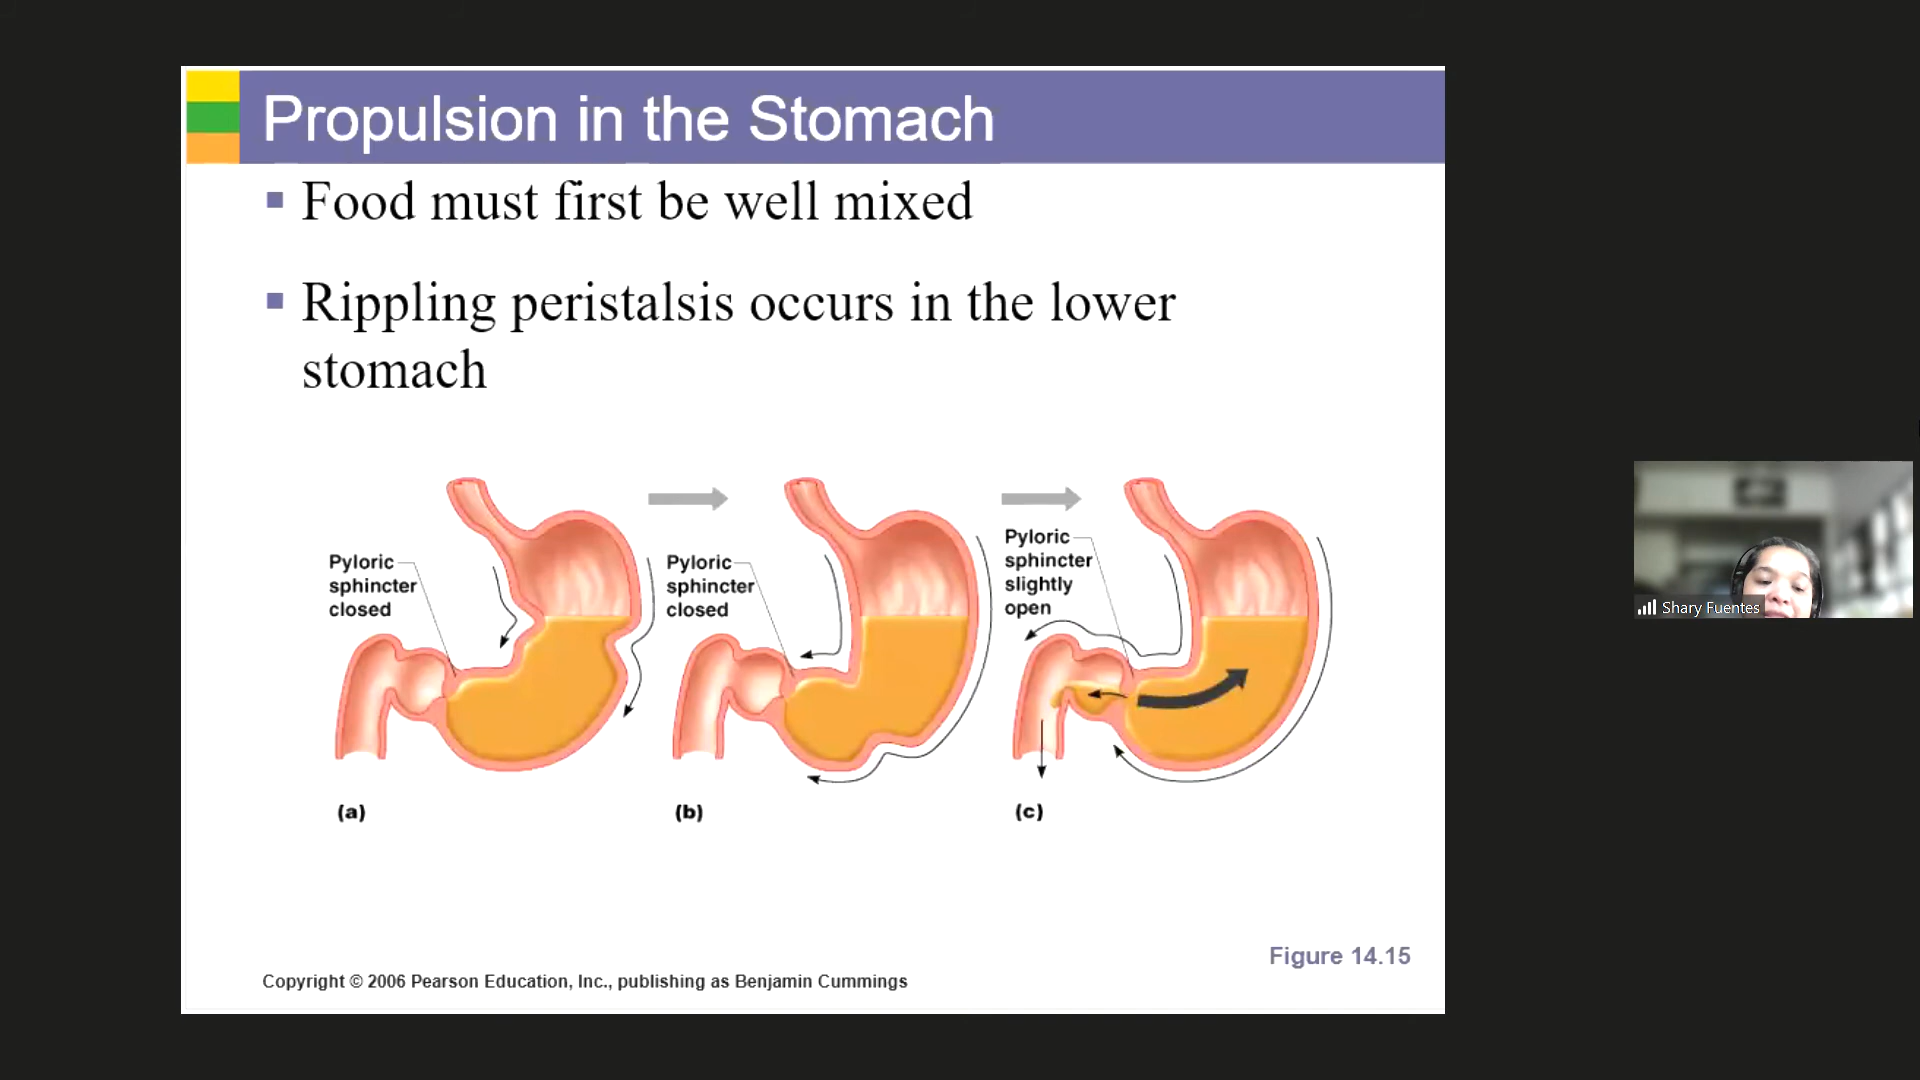 Propulsion in the Stomach
▪ Food must first be well mixed
▪ Rippling peristalsis occurs in the lower
stomach
Pyloric
sphincter
closed
(a)
Pyloric
sphincter
closed
(b)
Pyloric
sphincter
slightly
open
(c)
Figure 14.15
Copyright © 2006 Pearson Education, Inc., publishing as Benjamin Cummings
Shary Fuentes